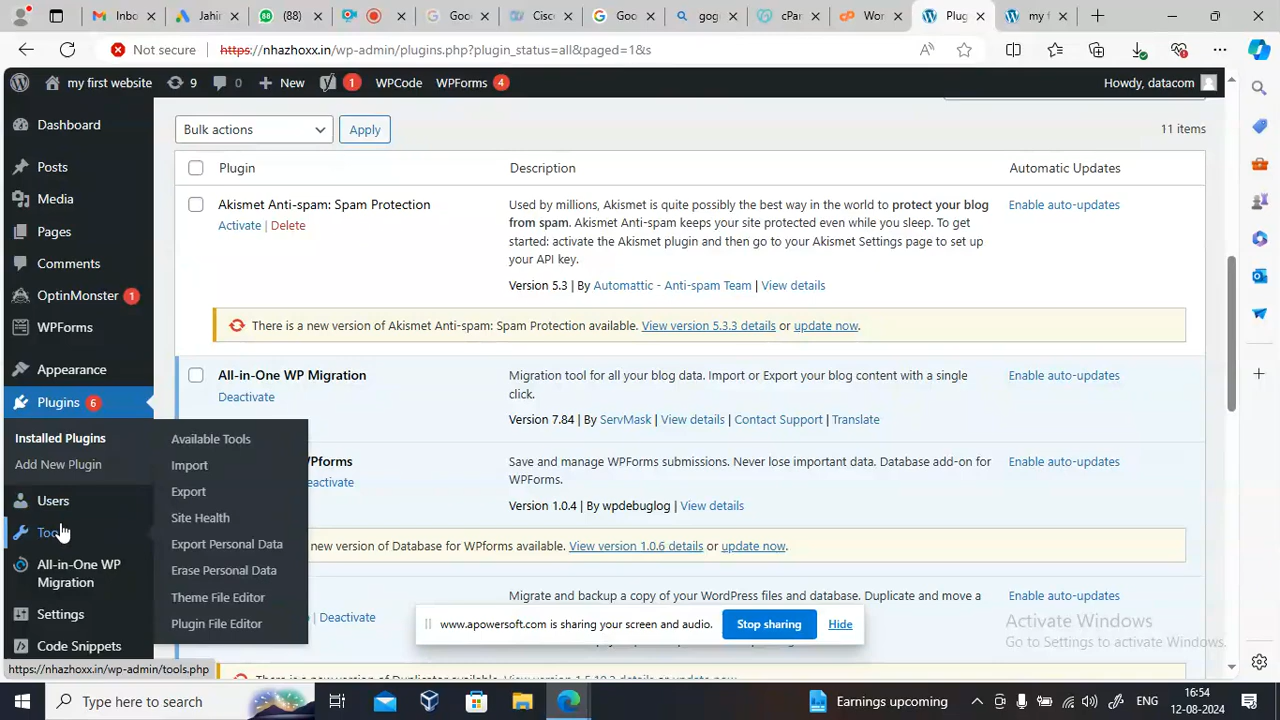 Inbo
Jahir
(88)
Goo
Cisc
Goo
gog
cPar
Wor
Plug
my f
Not secure
https://nhazhoxx.in/wp-admin/plugins.php?plugin_status=all&paged=1&s
my first website
9
0
New
1
WPCode
WPForms 4
Howdy, datacom
Dashboard
Posts
Media
Pages
Comments
OptinMonster 1
WPForms
Appearance
Plugins 6
Installed Plugins
Add New Plugin
Users
Too
All-in-One WP
Migration
Settings
Code Snippets
Available Tools
Import
Export
Site Health
Export Personal Data
Erase Personal Data
Theme File Editor
Plugin File Editor
Bulk actions
Apply
11 items
Plugin
Description
Automatic Updates
Akismet Anti-spam: Spam Protection
Activate | Delete
Used by millions, Akismet is quite possibly the best way in the world to protect your blog
from spam. Akismet Anti-spam keeps your site protected even while you sleep. To get
started: activate the Akismet plugin and then go to your Akismet Settings page to set up
your API key.
Version 5.3 | By Automattic - Anti-spam Team | View details
Enable auto-updates
There is a new version of Akismet Anti-spam: Spam Protection available. View version 5.3.3 details or update now.
All-in-One WP Migration
Deactivate
Migration tool for all your blog data. Import or Export your blog content with a single
click.
Version 7.84 | By ServMask | View details | Contact Support | Translate
Enable auto-updates
WPforms
eactivate
Save and manage WPForms submissions. Never lose important data. Database add-on for
WPForms.
Version 1.0.4 | By wpdebuglog | View details
Enable auto-updates
new version of Database for WPforms available. View version 1.0.6 details or update now.
| Deactivate
Migrate and backup a copy of your WordPress files and database. Duplicate and move a
Enable auto-updates
www.apowersoft.com is sharing your screen and audio.
Stop sharing
Hide
Activate Windows
Go to Settings to activate Windows.
https://nhazhoxx.in/wp-admin/tools.php
Type here to search
Earnings upcoming
ENG
16:54
12-08-2024